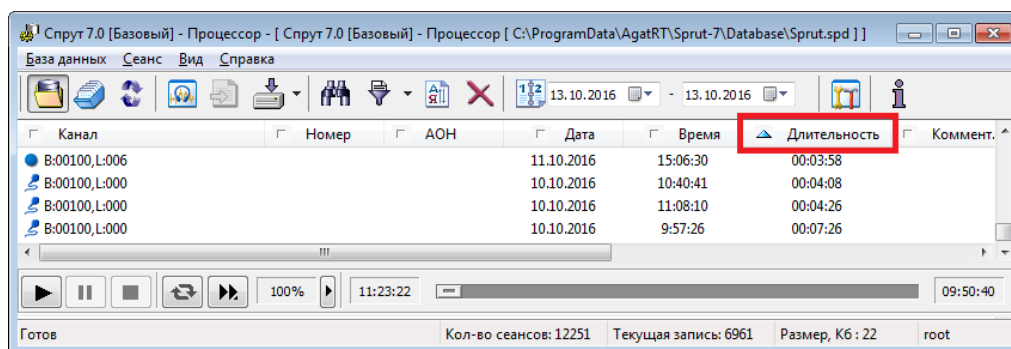 Спрут 7.0 [Базовый] - Процессор - [ Спрут 7.0 [Базовый] - Процессор [ C:\ProgramData\AgatRT\Sprut-7\Database\Sprut.spd ] ]
База данных Сеанс Вид Справка
13.10.2016 - 13.10.2016
Канал Номер АОН Дата Время Длительность Коммент.
B:00100,L:006 11.10.2016 15:06:30 00:03:58
B:00100,L:000 10.10.2016 10:40:41 00:04:08
B:00100,L:000 10.10.2016 11:08:10 00:04:26
B:00100,L:000 10.10.2016 9:57:26 00:07:26
100% 11:23:22 09:50:40
Готов Кол-во сеансов: 12251 Текущая запись: 6961 Размер, Кб : 22 root